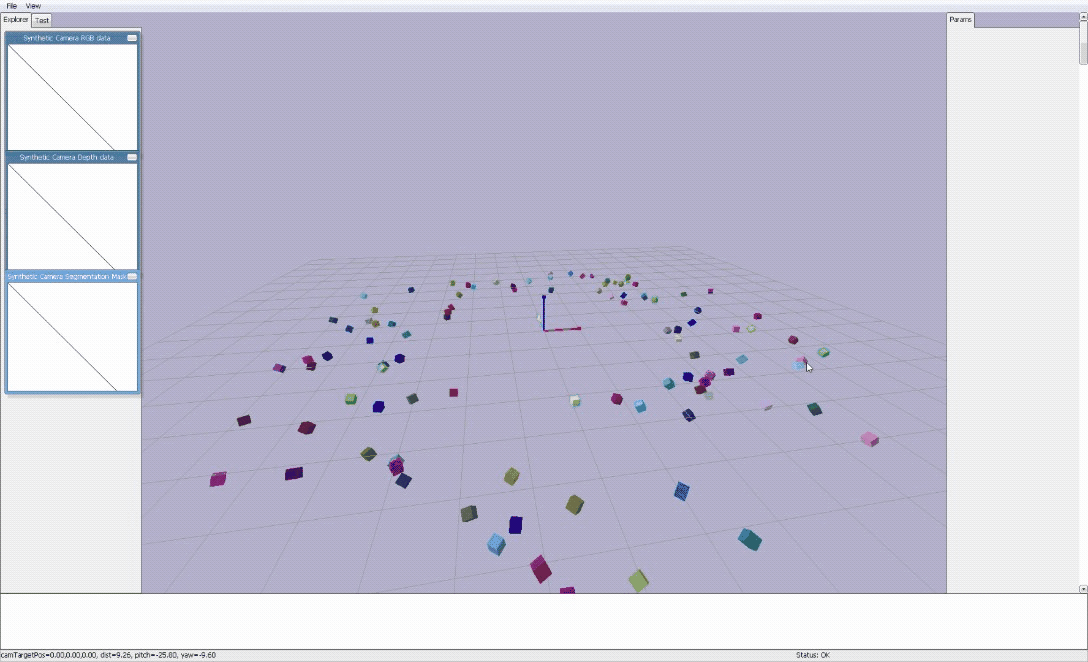 File View
Explorer Test
Params
Synthetic Camera RGB data
Synthetic Camera Depth data
Synthetic Camera Segmentation Mask
camTargetPos=0.00,0.00,0.00, dist=9.26, pitch=-25.80, yaw=-9.60
Status: OK